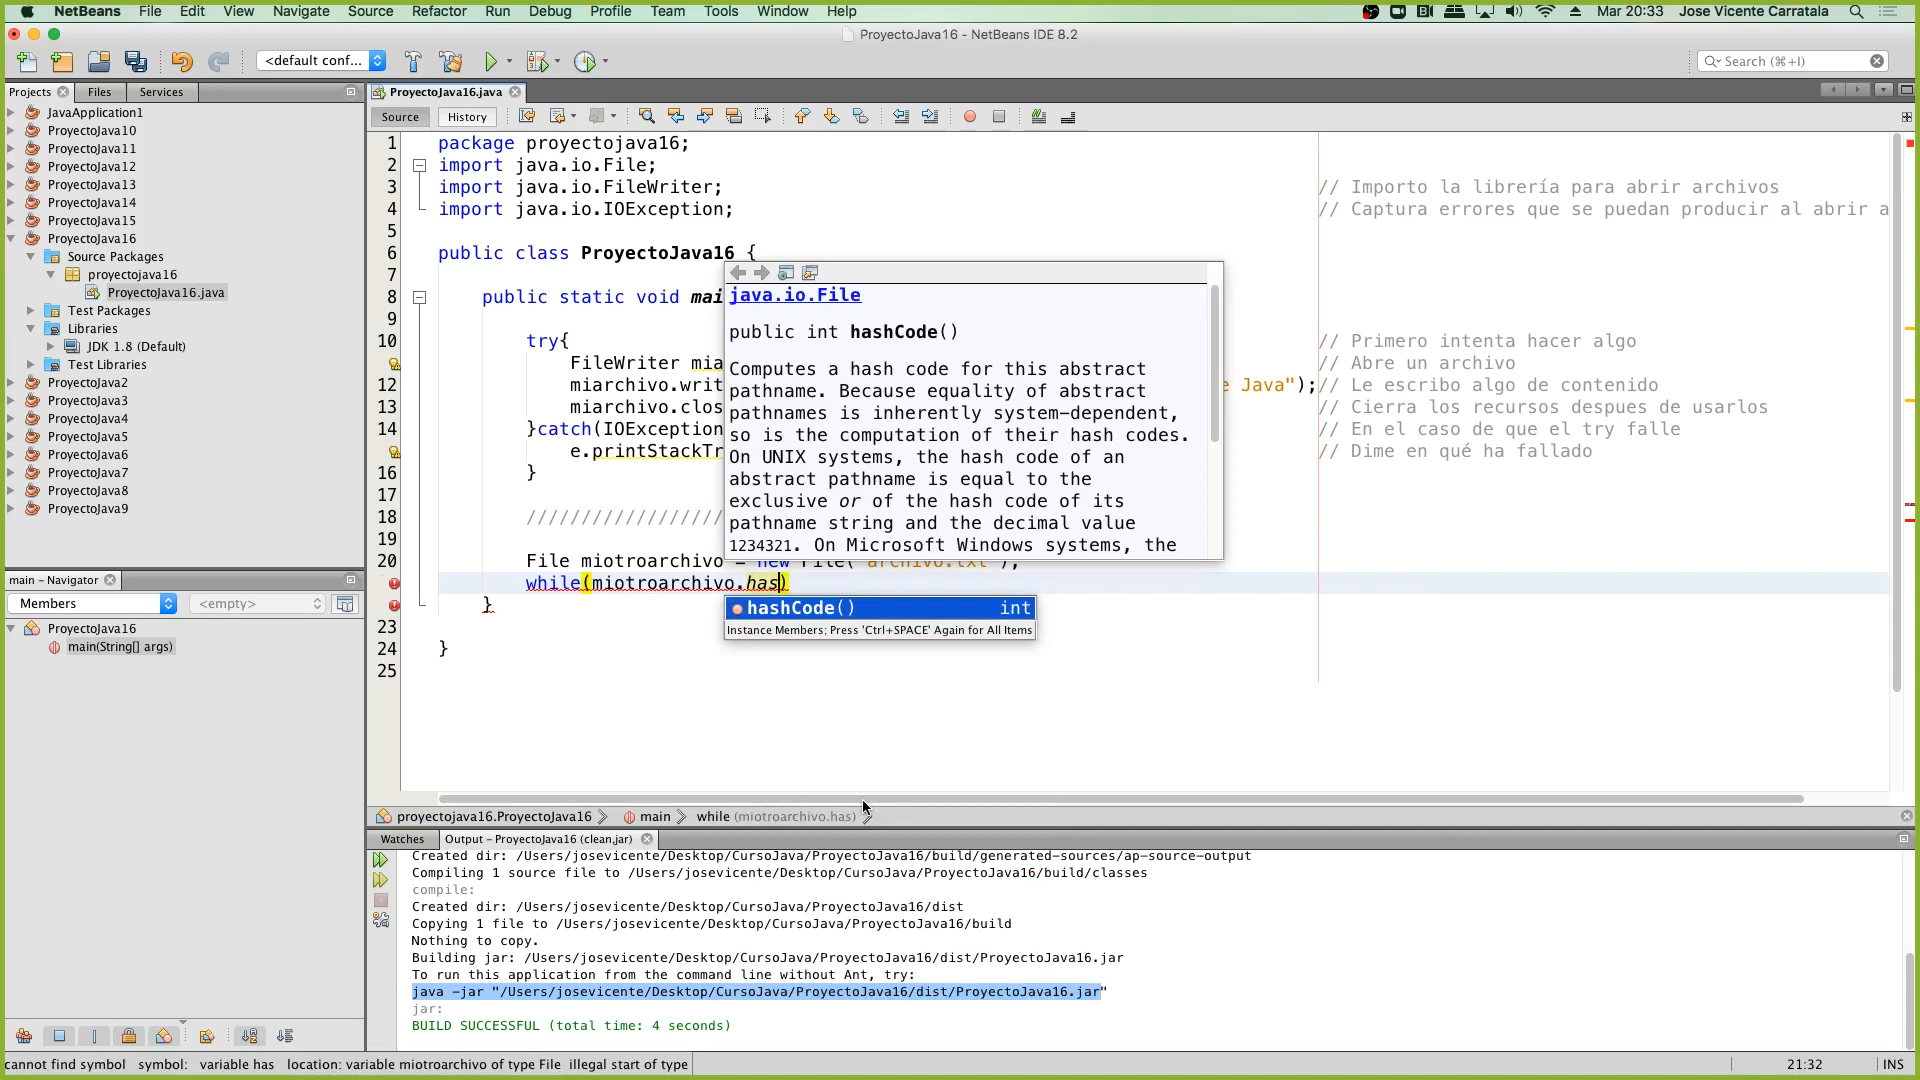 NetBeans File Edit View Navigate Source Refactor Run Debug Profile Team Tools Window Help Mar 20:33 Jose Vicente Carratala
ProyectoJava16 - NetBeans IDE 8.2
<default conf... Search (⌘+I)
Projects Files Services
ProyectoJava16.java
Source History
JavaApplication1
ProyectoJava10
ProyectoJava11
ProyectoJava12
ProyectoJava13
ProyectoJava14
ProyectoJava15
ProyectoJava16
Source Packages
proyectojava16
ProyectoJava16.java
Test Packages
Libraries
JDK 1.8 (Default)
Test Libraries
ProyectoJava2
ProyectoJava3
ProyectoJava4
ProyectoJava5
ProyectoJava6
ProyectoJava7
ProyectoJava8
ProyectoJava9
main - Navigator
Members <empty>
ProyectoJava16
main(String[] args)
1 package proyectojava16;
2 import java.io.File;
3 import java.io.FileWriter; // Importo la librería para abrir archivos
4 import java.io.IOException; // Captura errores que se puedan producir al abrir a
5
6 public class ProyectoJava16 {
7
8 public static void mai
9
10 try{ // Primero intenta hacer algo
FileWriter mia // Abre un archivo
12 miarchivo.writ e Java"); // Le escribo algo de contenido
13 miarchivo.clos // Cierra los recursos despues de usarlos
14 }catch(IOException // En el caso de que el try falle
e.printStackTr // Dime en qué ha fallado
16 }
17
18 //////////////////
19
20 File miotroarchivo = new File("archivo.txt");
while(miotroarchivo.has)
}
23
24 }
25
java.io.File
public int hashCode()
Computes a hash code for this abstract
pathname. Because equality of abstract
pathnames is inherently system-dependent,
so is the computation of their hash codes.
On UNIX systems, the hash code of an
abstract pathname is equal to the
exclusive or of the hash code of its
pathname string and the decimal value
1234321. On Microsoft Windows systems, the
hashCode() int
Instance Members; Press 'Ctrl+SPACE' Again for All Items
proyectojava16.ProyectoJava16 main while (miotroarchivo.has)
Watches Output - ProyectoJava16 (clean,jar)
Created dir: /Users/josevicente/Desktop/CursoJava/ProyectoJava16/build/generated-sources/ap-source-output
Compiling 1 source file to /Users/josevicente/Desktop/CursoJava/ProyectoJava16/build/classes
compile:
Created dir: /Users/josevicente/Desktop/CursoJava/ProyectoJava16/dist
Copying 1 file to /Users/josevicente/Desktop/CursoJava/ProyectoJava16/build
Nothing to copy.
Building jar: /Users/josevicente/Desktop/CursoJava/ProyectoJava16/dist/ProyectoJava16.jar
To run this application from the command line without Ant, try:
java -jar "/Users/josevicente/Desktop/CursoJava/ProyectoJava16/dist/ProyectoJava16.jar"
jar:
BUILD SUCCESSFUL (total time: 4 seconds)
cannot find symbol symbol: variable has location: variable miotroarchivo of type File illegal start of type 21:32 INS